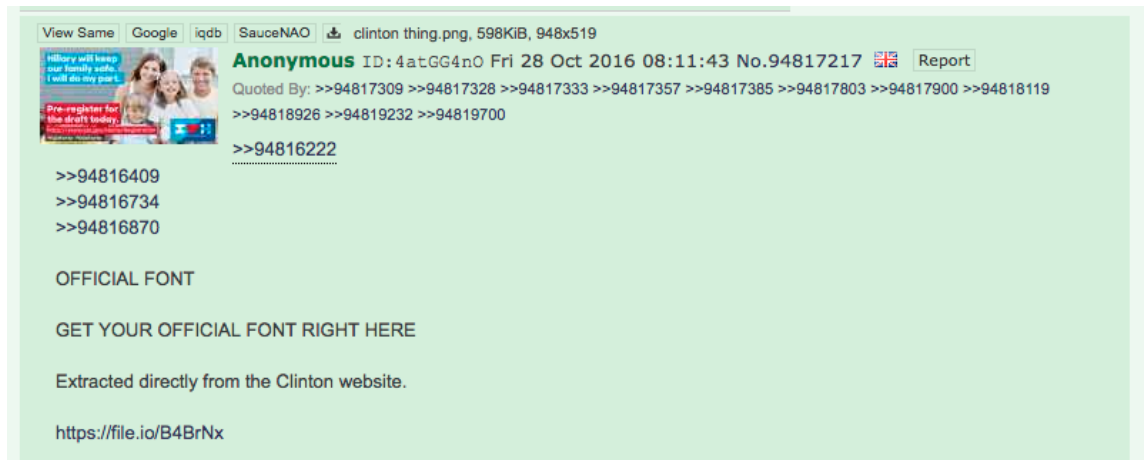 View Same Google iqdb SauceNAO clinton thing.png, 598KiB, 948x519
Hillary will keep
our family safe.
I will do my part.
Pre-register for
the draft today.
Anonymous ID:4atGG4nO Fri 28 Oct 2016 08:11:43 No.94817217 Report
Quoted By: >>94817309 >>94817328 >>94817333 >>94817357 >>94817385 >>94817803 >>94817900 >>94818119
>>94818926 >>94819232 >>94819700
>>94816222
>>94816409
>>94816734
>>94816870
OFFICIAL FONT
GET YOUR OFFICIAL FONT RIGHT HERE
Extracted directly from the Clinton website.
https://file.io/B4BrNx